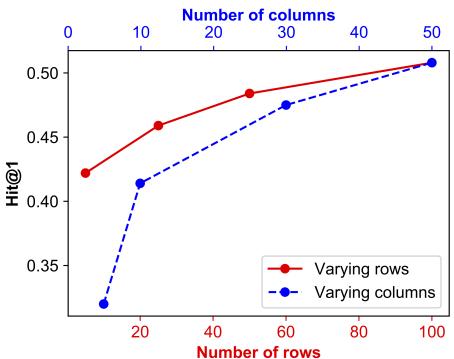 Number of columns
0 10 20 30 40 50
0.50
0.45
0.40
0.35
Hit@1
Varying rows
Varying columns
20 40 60 80 100
Number of rows